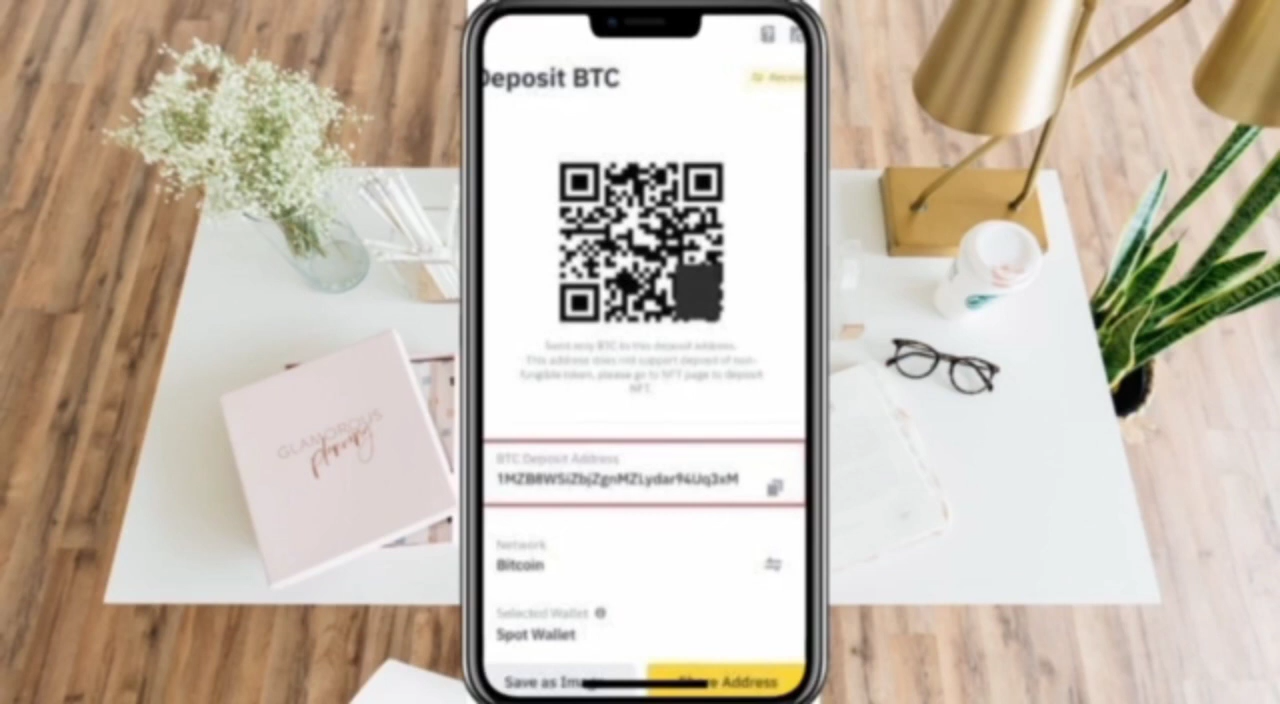 Deposit BTC
Send only BTC to this deposit address.
This address does not support deposit of non-
fungible token, please go to NFT page to deposit
NFT.
BTC Deposit Address
1MZB8WSiZbjZgnMZLydar94Uq3xM
Network
Bitcoin
Selected Wallet
Spot Wallet
Save as Image
Share Address
GLAMOROUS